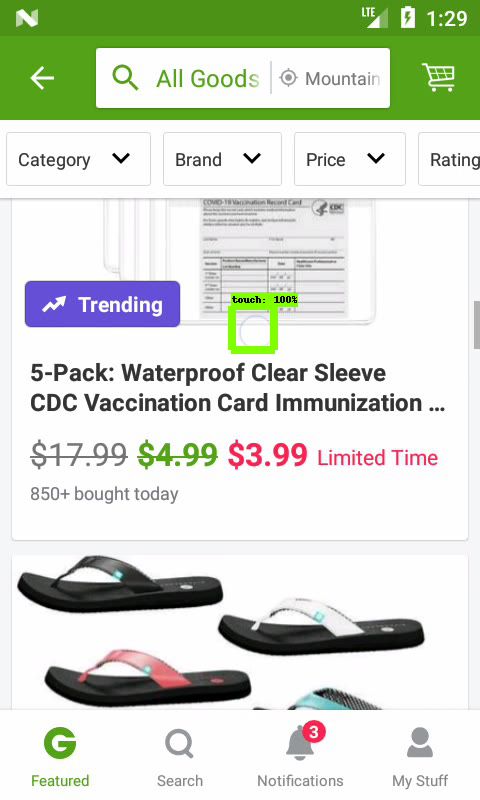 LTE 1:29
All Goods Mountain
Category Brand Price Rating
COVID-19 Vaccination Record Card
CDC
Trending
touch: 100%
5-Pack: Waterproof Clear Sleeve
CDC Vaccination Card Immunization ...
$17.99 $4.99 $3.99 Limited Time
850+ bought today
3
G
Featured Search Notifications My Stuff